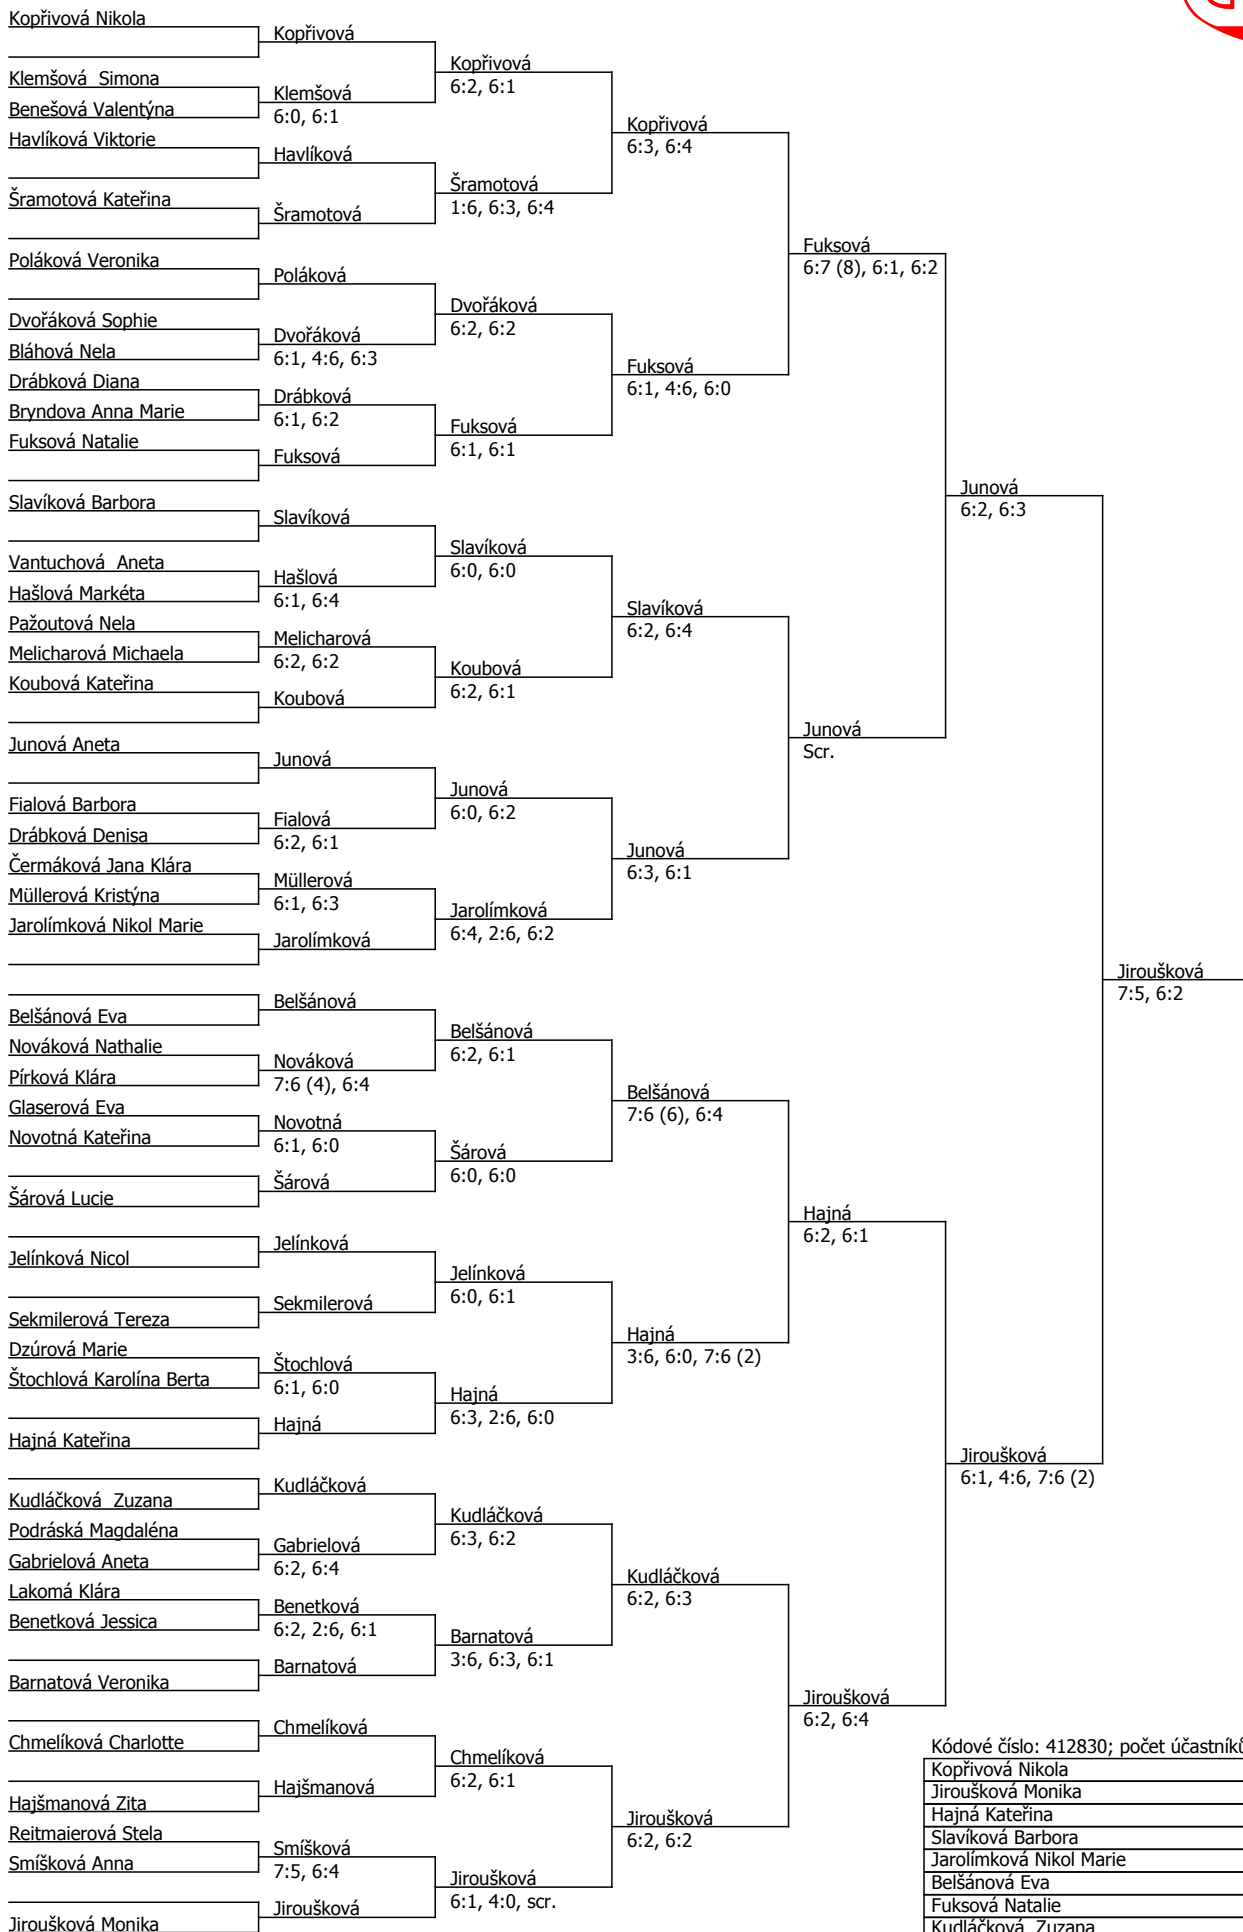 Kopřivová Nikola
Klemšová  Simona
Benešová Valentýna
Havlíková Viktorie
Šramotová Kateřina
Poláková Veronika
Dvořáková Sophie
Bláhová Nela
Drábková Diana
Bryndova Anna Marie
Fuksová Natalie
Slavíková Barbora
Vantuchová  Aneta
Hašlová Markéta
Pažoutová Nela
Melicharová Michaela
Koubová Kateřina
Junová Aneta
Fialová Barbora
Drábková Denisa
Čermáková Jana Klára
Müllerová Kristýna
Jarolímková Nikol Marie
Belšánová Eva
Nováková Nathalie
Pírková Klára
Glaserová Eva
Novotná Kateřina
Šárová Lucie
Jelínková Nicol
Sekmilerová Tereza
Dzúrová Marie
Štochlová Karolína Berta
Hajná Kateřina
Kudláčková  Zuzana
Podráská Magdaléna
Gabrielová Aneta
Lakomá Klára
Benetková Jessica
Barnatová Veronika
Chmelíková Charlotte
Hajšmanová Zita
Reitmaierová Stela
Smíšková Anna
Jiroušková Monika
Kopřivová
Klemšová
6:0, 6:1
Havlíková
Šramotová
Poláková
Dvořáková
6:1, 4:6, 6:3
Drábková
6:1, 6:2
Fuksová
Slavíková
Hašlová
6:1, 6:4
Melicharová
6:2, 6:2
Koubová
Junová
Fialová
6:2, 6:1
Müllerová
6:1, 6:3
Jarolímková
Belšánová
Nováková
7:6 (4), 6:4
Novotná
6:1, 6:0
Šárová
Jelínková
Sekmilerová
Štochlová
6:1, 6:0
Hajná
Kudláčková
Gabrielová
6:2, 6:4
Benetková
6:2, 2:6, 6:1
Barnatová
Chmelíková
Hajšmanová
Smíšková
7:5, 6:4
Jiroušková
Kopřivová
6:2, 6:1
Šramotová
1:6, 6:3, 6:4
Dvořáková
6:2, 6:2
Fuksová
6:1, 6:1
Slavíková
6:0, 6:0
Koubová
6:2, 6:1
Junová
6:0, 6:2
Jarolímková
6:4, 2:6, 6:2
Belšánová
6:2, 6:1
Šárová
6:0, 6:0
Jelínková
6:0, 6:1
Hajná
6:3, 2:6, 6:0
Kudláčková
6:3, 6:2
Barnatová
3:6, 6:3, 6:1
Chmelíková
6:2, 6:1
Jiroušková
6:1, 4:0, scr.
Kopřivová
6:3, 6:4
Fuksová
6:1, 4:6, 6:0
Slavíková
6:2, 6:4
Junová
6:3, 6:1
Belšánová
7:6 (6), 6:4
Hajná
3:6, 6:0, 7:6 (2)
Kudláčková
6:2, 6:3
Jiroušková
6:2, 6:2
Fuksová
6:7 (8), 6:1, 6:2
Junová
Scr.
Hajná
6:2, 6:1
Jiroušková
6:2, 6:4
Junová
6:2, 6:3
Jiroušková
6:1, 4:6, 7:6 (2)
Jiroušková
7:5, 6:2
Kódové číslo: 412830; počet účastníků
Kopřivová Nikola
Jiroušková Monika
Hajná Kateřina
Slavíková Barbora
Jarolímková Nikol Marie
Belšánová Eva
Fuksová Natalie
Kudláčková  Zuzana